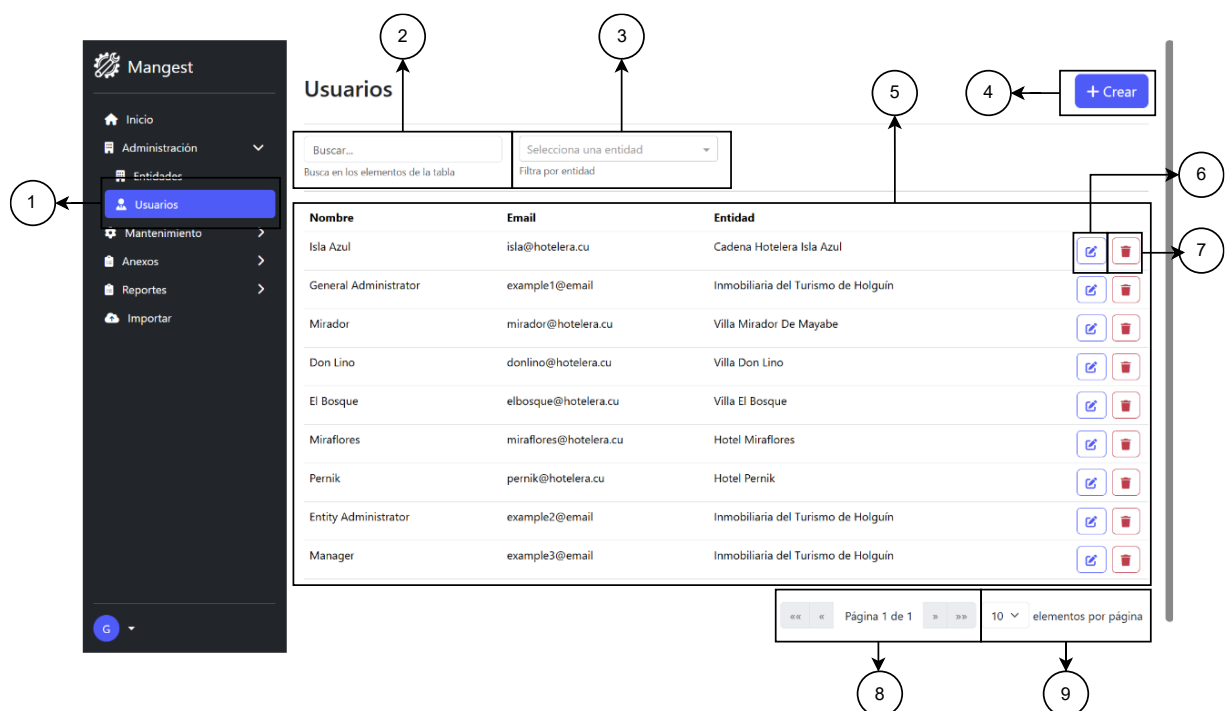 2
3
Mangest
Usuarios
5
4
+ Crear
Inicio
Administración
Buscar...
Selecciona una entidad
Busca en los elementos de la tabla
Filtra por entidad
Entidades
6
1
Usuarios
Mantenimiento
Anexos
Reportes
Importar
Nombre Email Entidad
Isla Azul isla@hotelera.cu Cadena Hotelera Isla Azul
7
General Administrator example1@email Inmobiliaria del Turismo de Holguín
Mirador mirador@hotelera.cu Villa Mirador De Mayabe
Don Lino donlino@hotelera.cu Villa Don Lino
El Bosque elbosque@hotelera.cu Villa El Bosque
Miraflores miraflores@hotelera.cu Hotel Miraflores
Pernik pernik@hotelera.cu Hotel Pernik
Entity Administrator example2@email Inmobiliaria del Turismo de Holguín
Manager example3@email Inmobiliaria del Turismo de Holguín
G
«« « Página 1 de 1 » »» 10 elementos por página
8
9